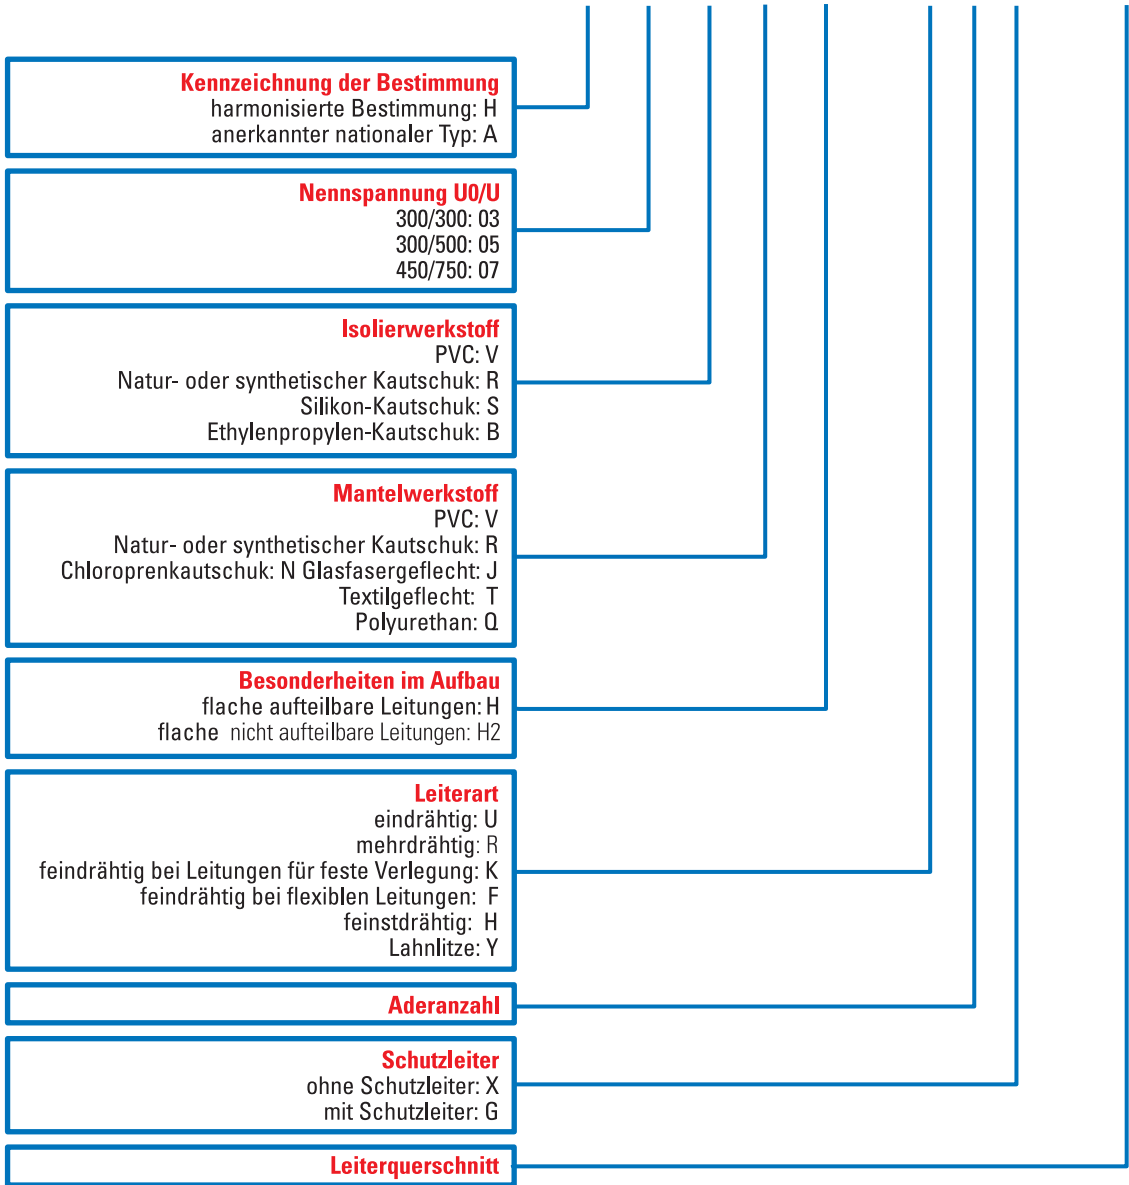 Kennzeichnung der Bestimmung
harmonisierte Bestimmung: H
anerkannter nationaler Typ: A
Nennspannung U0/U
300/300: 03
300/500: 05
450/750: 07
Isolierwerkstoff
PVC: V
Natur- oder synthetischer Kautschuk: R
Silikon-Kautschuk: S
Ethylenpropylen-Kautschuk: B
Mantelwerkstoff
PVC: V
Natur- oder synthetischer Kautschuk: R
Chloroprenkautschuk: N Glasfasergeflecht: J
Textilgeflecht: T
Polyurethan: Q
Besonderheiten im Aufbau
flache aufteilbare Leitungen: H
flache nicht aufteilbare Leitungen: H2
Leiterart
eindrähtig: U
mehrdrähtig: R
feindrähtig bei Leitungen für feste Verlegung: K
feindrähtig bei flexiblen Leitungen: F
feinstdrähtig: H
Lahnlitze: Y
Aderanzahl
Schutzleiter
ohne Schutzleiter: X
mit Schutzleiter: G
Leiterquerschnitt